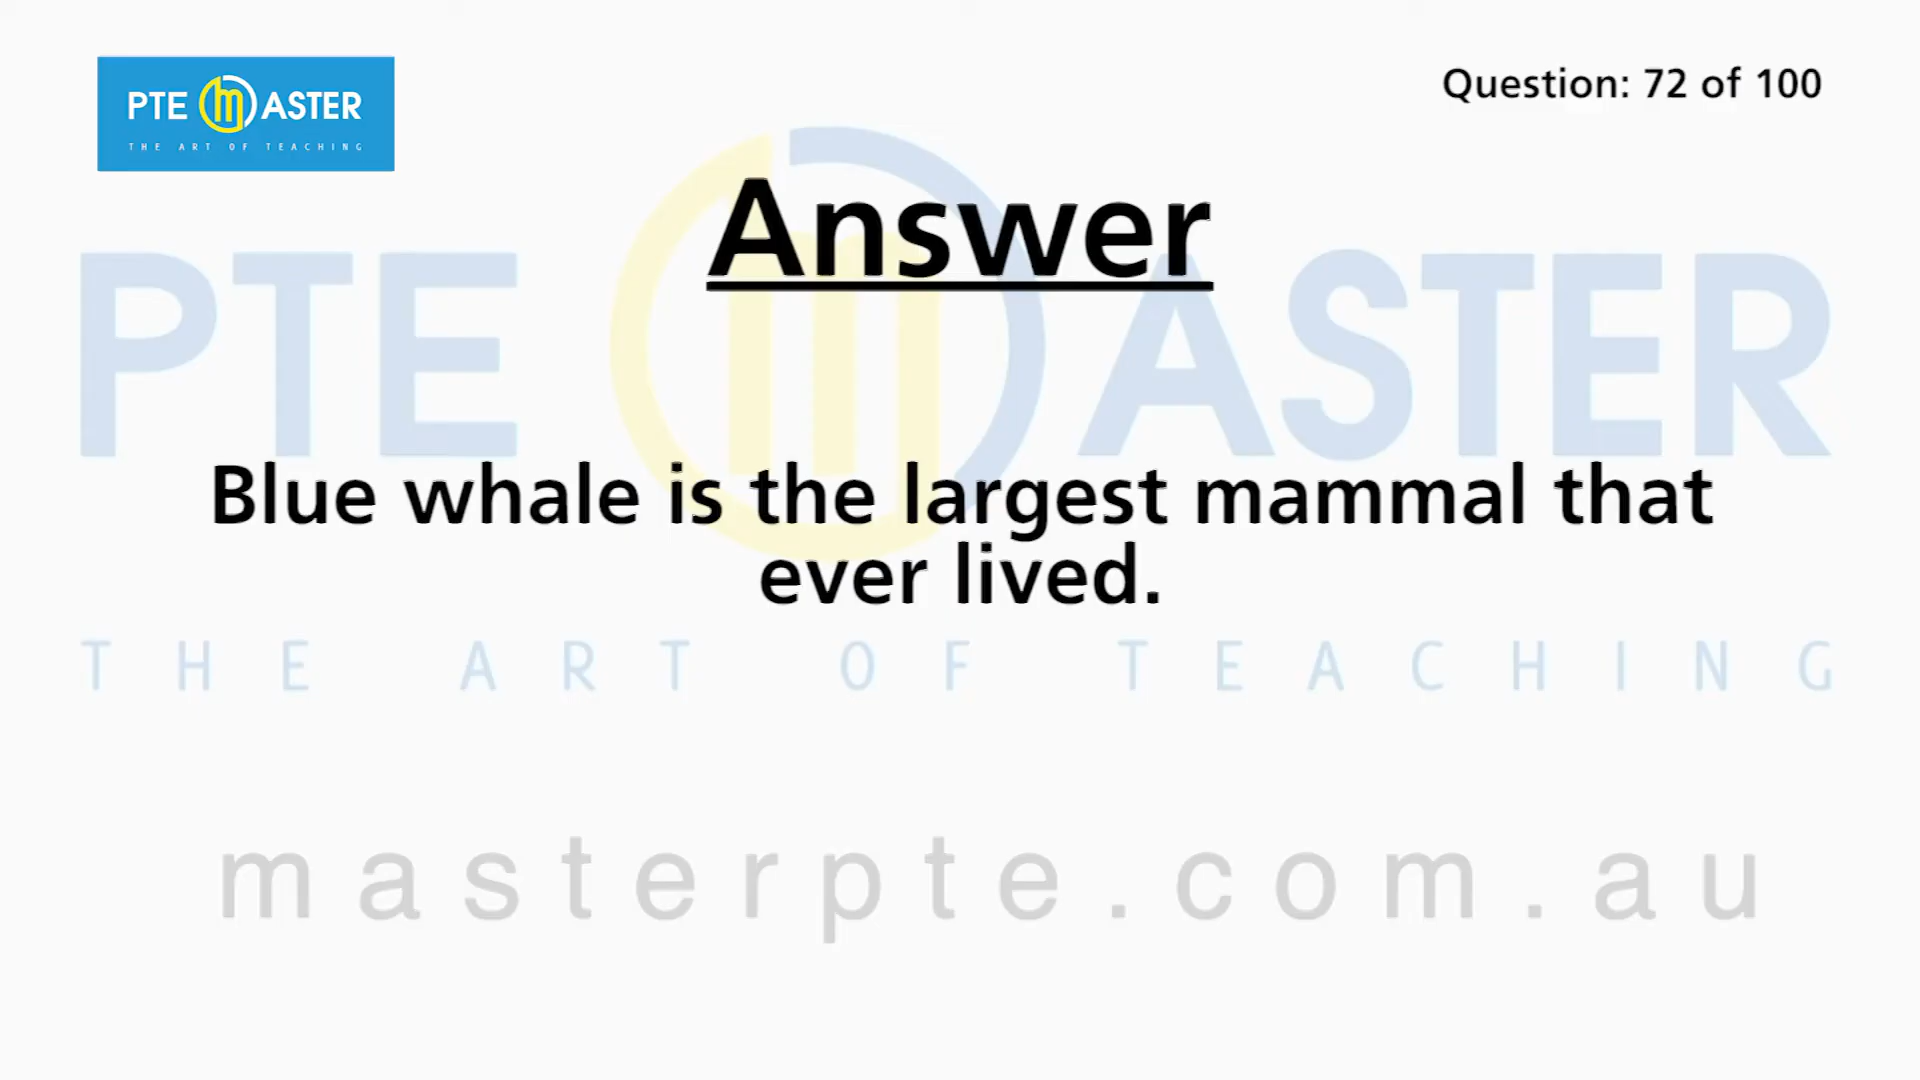 PTE MASTER
THE ART OF TEACHING
Question: 72 of 100
Answer
PTE MASTER
Blue whale is the largest mammal that
ever lived.
THE ART OF TEACHING
masterpte.com.au